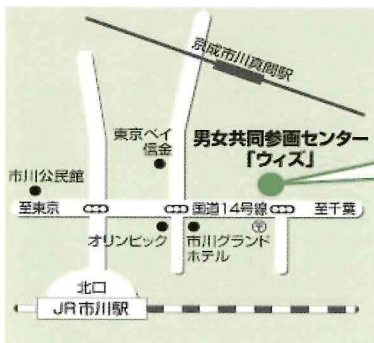 京成市川真間駅
東京ベイ
信金
男女共同参画センター
「ウィズ」
市川公民館
至東京
国道14号線
至千葉
オリンピック
市川グランド
ホテル
〒
北口
JR市川駅